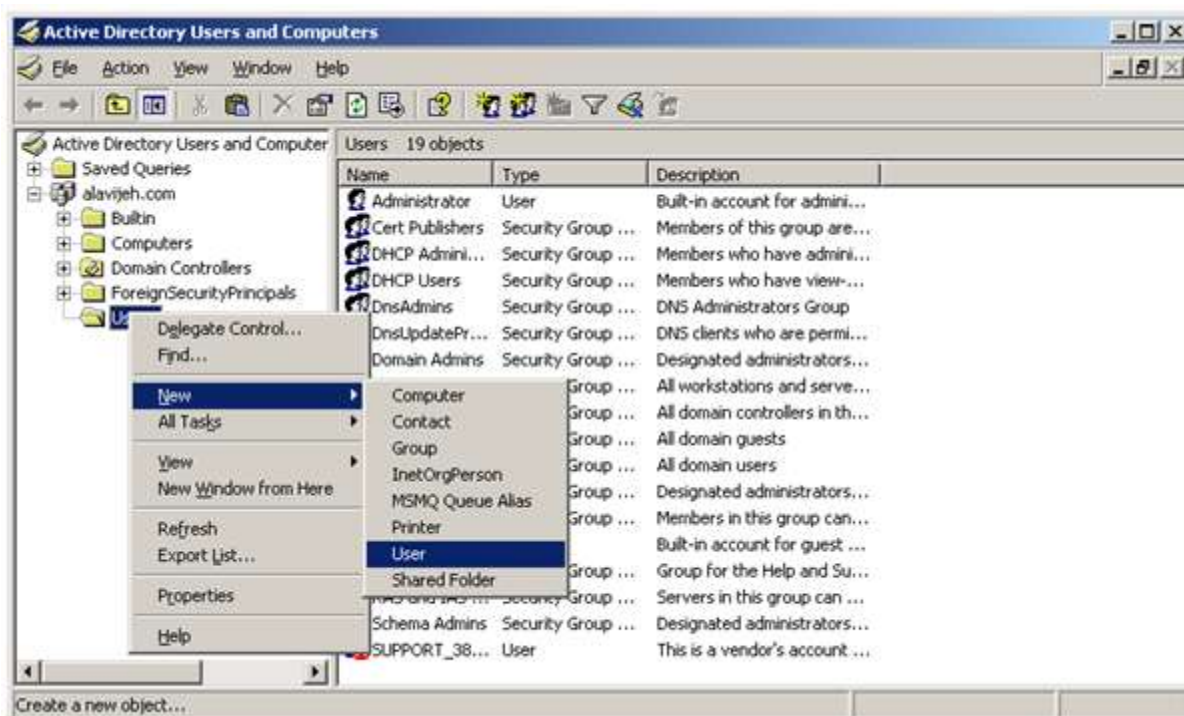 Active Directory Users and Computers
File Action View Window Help
Active Directory Users and Computer
Saved Queries
alavijeh.com
Builtin
Computers
Domain Controllers
ForeignSecurityPrincipals
Users 19 objects
Name Type Description
Administrator User Built-in account for admini...
Cert Publishers Security Group ... Members of this group are...
DHCP Admini... Security Group ... Members who have admini...
DHCP Users Security Group ... Members who have view-...
DnsAdmins Security Group ... DNS Administrators Group
DnsUpdatePr... Security Group ... DNS clients who are permi...
Domain Admins Security Group ... Designated administrators...
Group ... All workstations and serve...
Group ... All domain controllers in th...
Group ... All domain guests
Group ... All domain users
Group ... Designated administrators...
Group ... Members in this group can...
Built-in account for guest ...
Group ... Group for the Help and Su...
Security Group ... Servers in this group can ...
Schema Admins Security Group ... Designated administrators...
SUPPORT_38... User This is a vendor's account ...
Delegate Control...
Find...
New
All Tasks
View
New Window from Here
Refresh
Export List...
Properties
Help
Computer
Contact
Group
InetOrgPerson
MSMQ Queue Alias
Printer
User
Shared Folder
Create a new object...